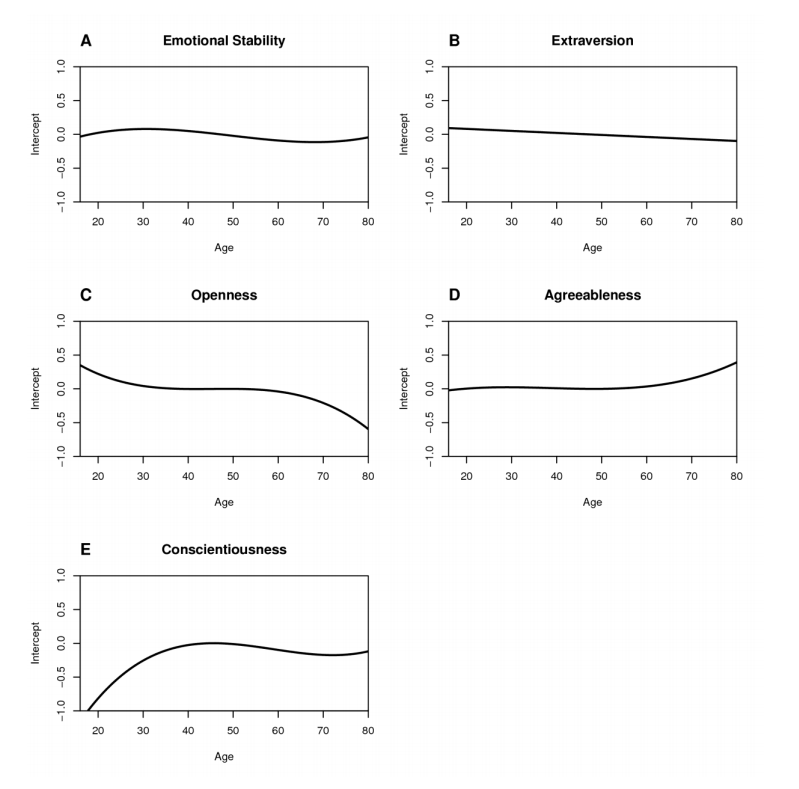 A Emotional Stability
1.0
0.5
0.0
−0.5
−1.0
Intercept
20 30 40 50 60 70 80
Age
B Extraversion
1.0
0.5
0.0
−0.5
−1.0
Intercept
20 30 40 50 60 70 80
Age
C Openness
1.0
0.5
0.0
−0.5
−1.0
Intercept
20 30 40 50 60 70 80
Age
D Agreeableness
1.0
0.5
0.0
−0.5
−1.0
Intercept
20 30 40 50 60 70 80
Age
E Conscientiousness
1.0
0.5
0.0
−0.5
−1.0
Intercept
20 30 40 50 60 70 80
Age